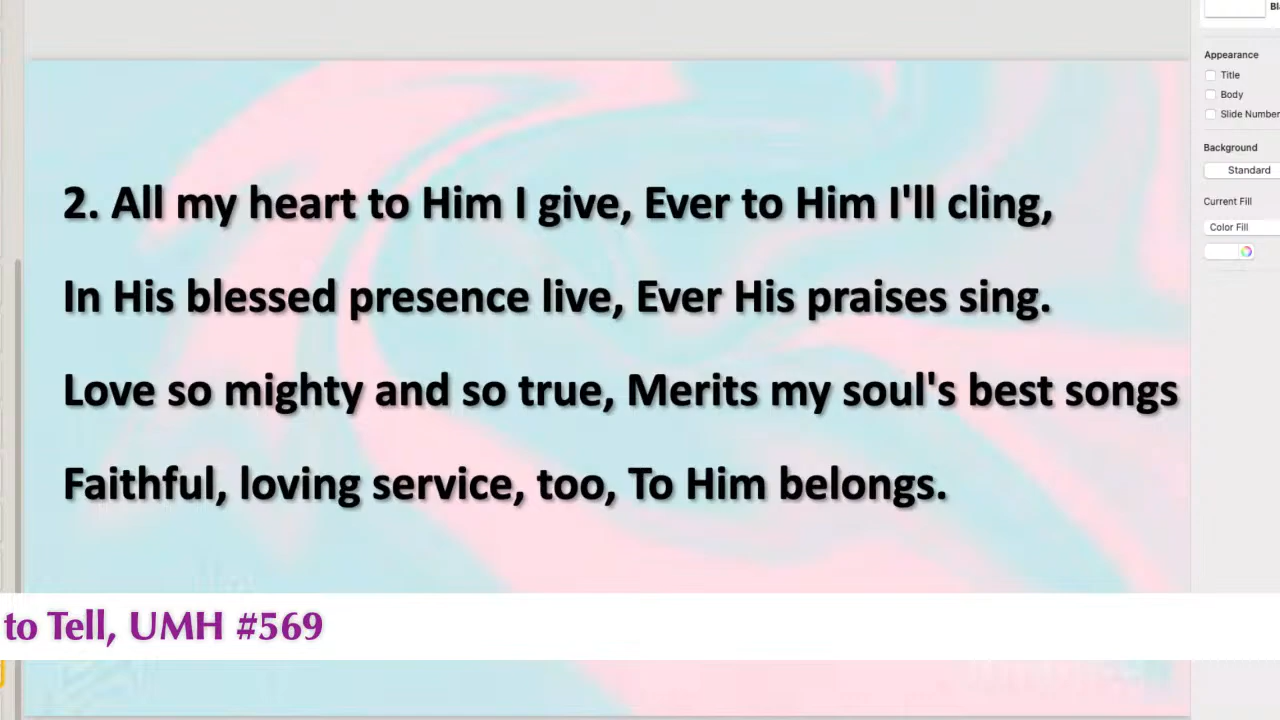 Bl
Appearance
Title
Body
Slide Number
Background
Standard
Current Fill
Color Fill
2. All my heart to Him I give, Ever to Him I'll cling,
In His blessed presence live, Ever His praises sing.
Love so mighty and so true, Merits my soul's best songs
Faithful, loving service, too, To Him belongs.
to Tell, UMH #569